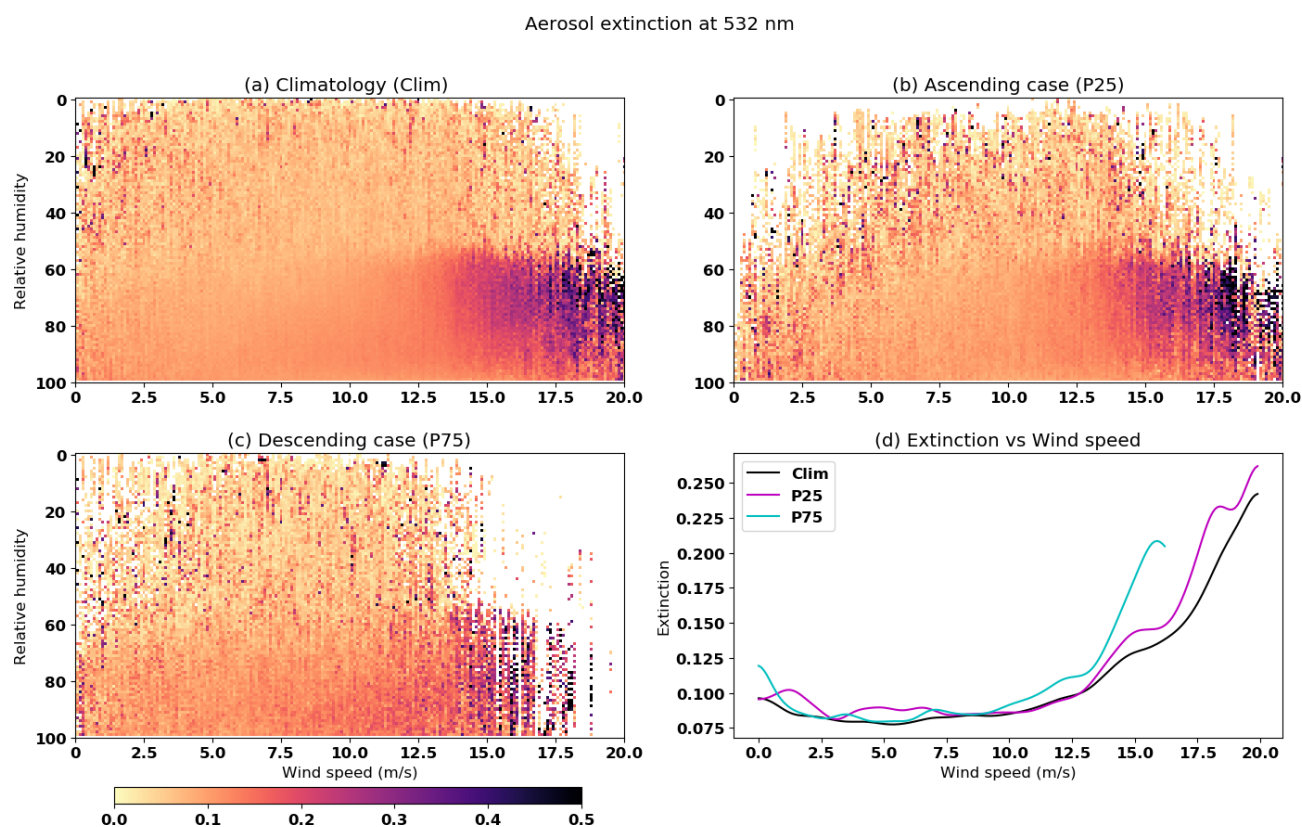 Aerosol extinction at 532 nm
(a) Climatology (Clim)
Relative humidity
0
20
40
60
80
100
0 2.5 5.0 7.5 10.0 12.5 15.0 17.5 20.0
(b) Ascending case (P25)
0
20
40
60
80
100
0 2.5 5.0 7.5 10.0 12.5 15.0 17.5 20.0
(c) Descending case (P75)
Relative humidity
0
20
40
60
80
100
0 2.5 5.0 7.5 10.0 12.5 15.0 17.5 20.0
Wind speed (m/s)
0.0 0.1 0.2 0.3 0.4 0.5
(d) Extinction vs Wind speed
Clim
P25
P75
Extinction
0.250
0.225
0.200
0.175
0.150
0.125
0.100
0.075
0.0 2.5 5.0 7.5 10.0 12.5 15.0 17.5 20.0
Wind speed (m/s)